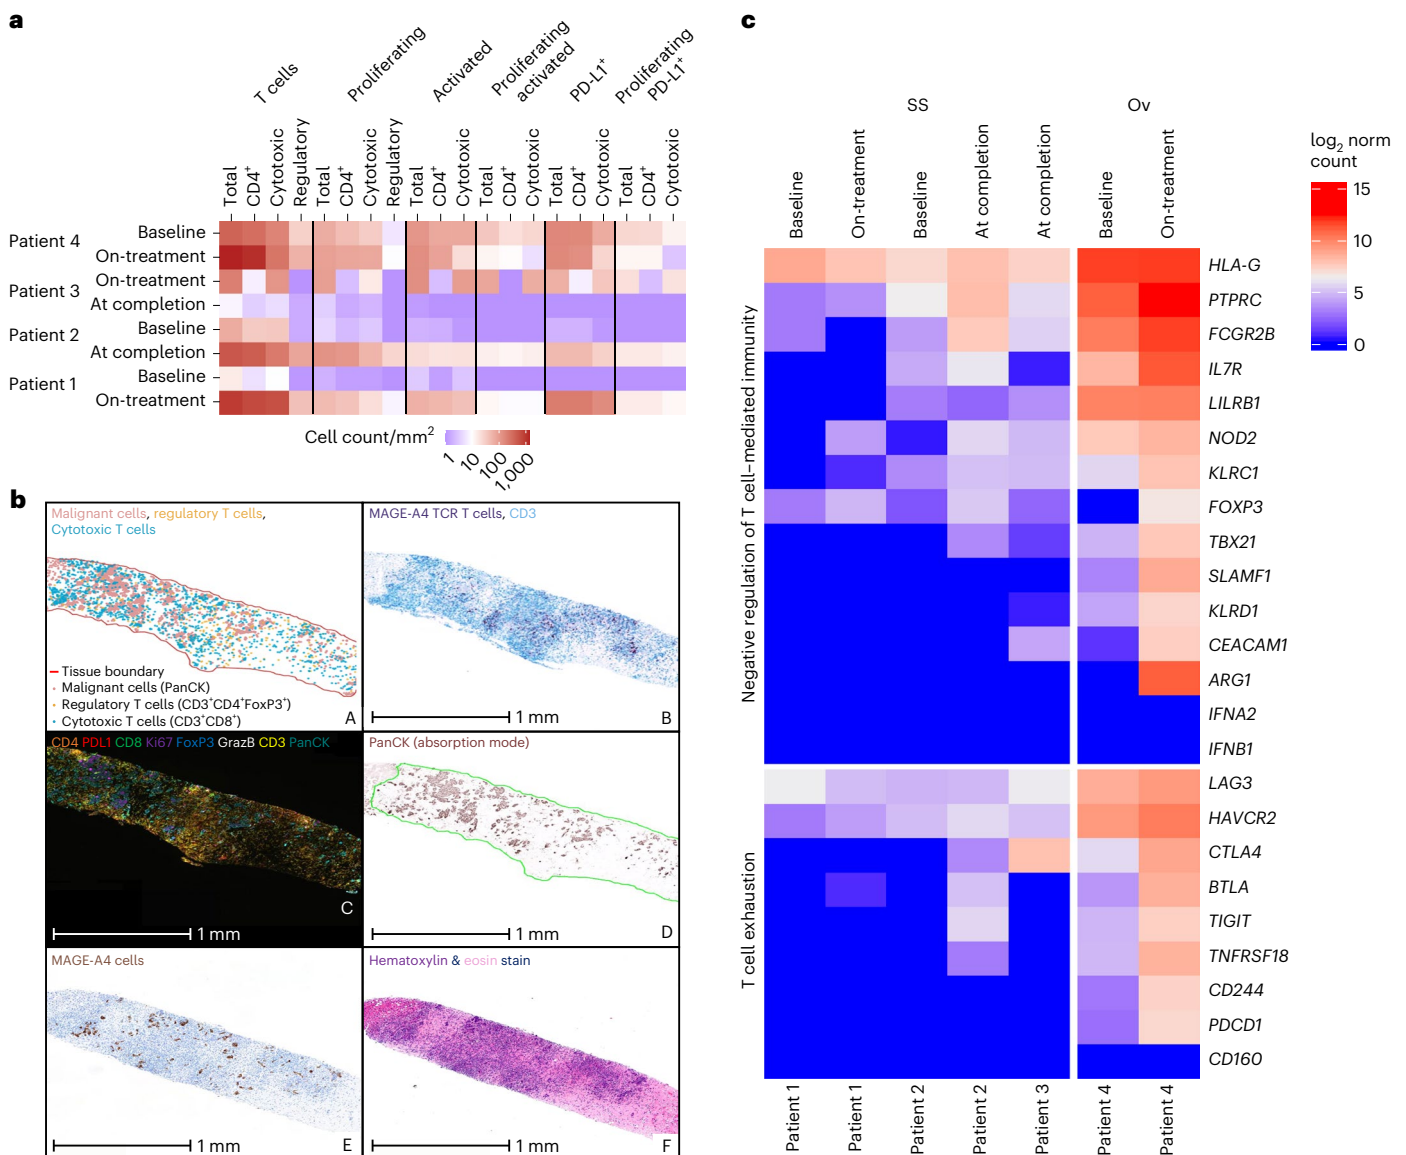 a
T cells
Proliferating
Activated
Proliferating
activated
PD-L1+
Proliferating
PD-L1+
Total
CD4+
Cytotoxic
Regulatory
Total
CD4+
Cytotoxic
Regulatory
Total
CD4+
Cytotoxic
Total
CD4+
Cytotoxic
Total
CD4+
Cytotoxic
Total
CD4+
Cytotoxic
Patient 4
Baseline
On-treatment
Patient 3
On-treatment
At completion
Patient 2
Baseline
At completion
Patient 1
Baseline
On-treatment
Cell count/mm2
1
10
100
1,000
b
Malignant cells, regulatory T cells,
Cytotoxic T cells
Tissue boundary
Malignant cells (PanCK)
Regulatory T cells (CD3+CD4+FoxP3+)
Cytotoxic T cells (CD3+CD8+)
A
MAGE-A4 TCR T cells, CD3
1 mm
B
CD4 PDL1 CD8 Ki67 FoxP3 GrazB CD3 PanCK
C
1 mm
PanCK (absorption mode)
1 mm
D
MAGE-A4 cells
1 mm
E
Hematoxylin & eosin stain
1 mm
F
c
SS
Ov
Baseline
On-treatment
Baseline
At completion
At completion
Baseline
On-treatment
log2 norm
count
15
10
5
0
Negative regulation of T cell–mediated immunity
HLA-G
PTPRC
FCGR2B
IL7R
LILRB1
NOD2
KLRC1
FOXP3
TBX21
SLAMF1
KLRD1
CEACAM1
ARG1
IFNA2
IFNB1
T cell exhaustion
LAG3
HAVCR2
CTLA4
BTLA
TIGIT
TNFRSF18
CD244
PDCD1
CD160
Patient 1
Patient 1
Patient 2
Patient 2
Patient 3
Patient 4
Patient 4